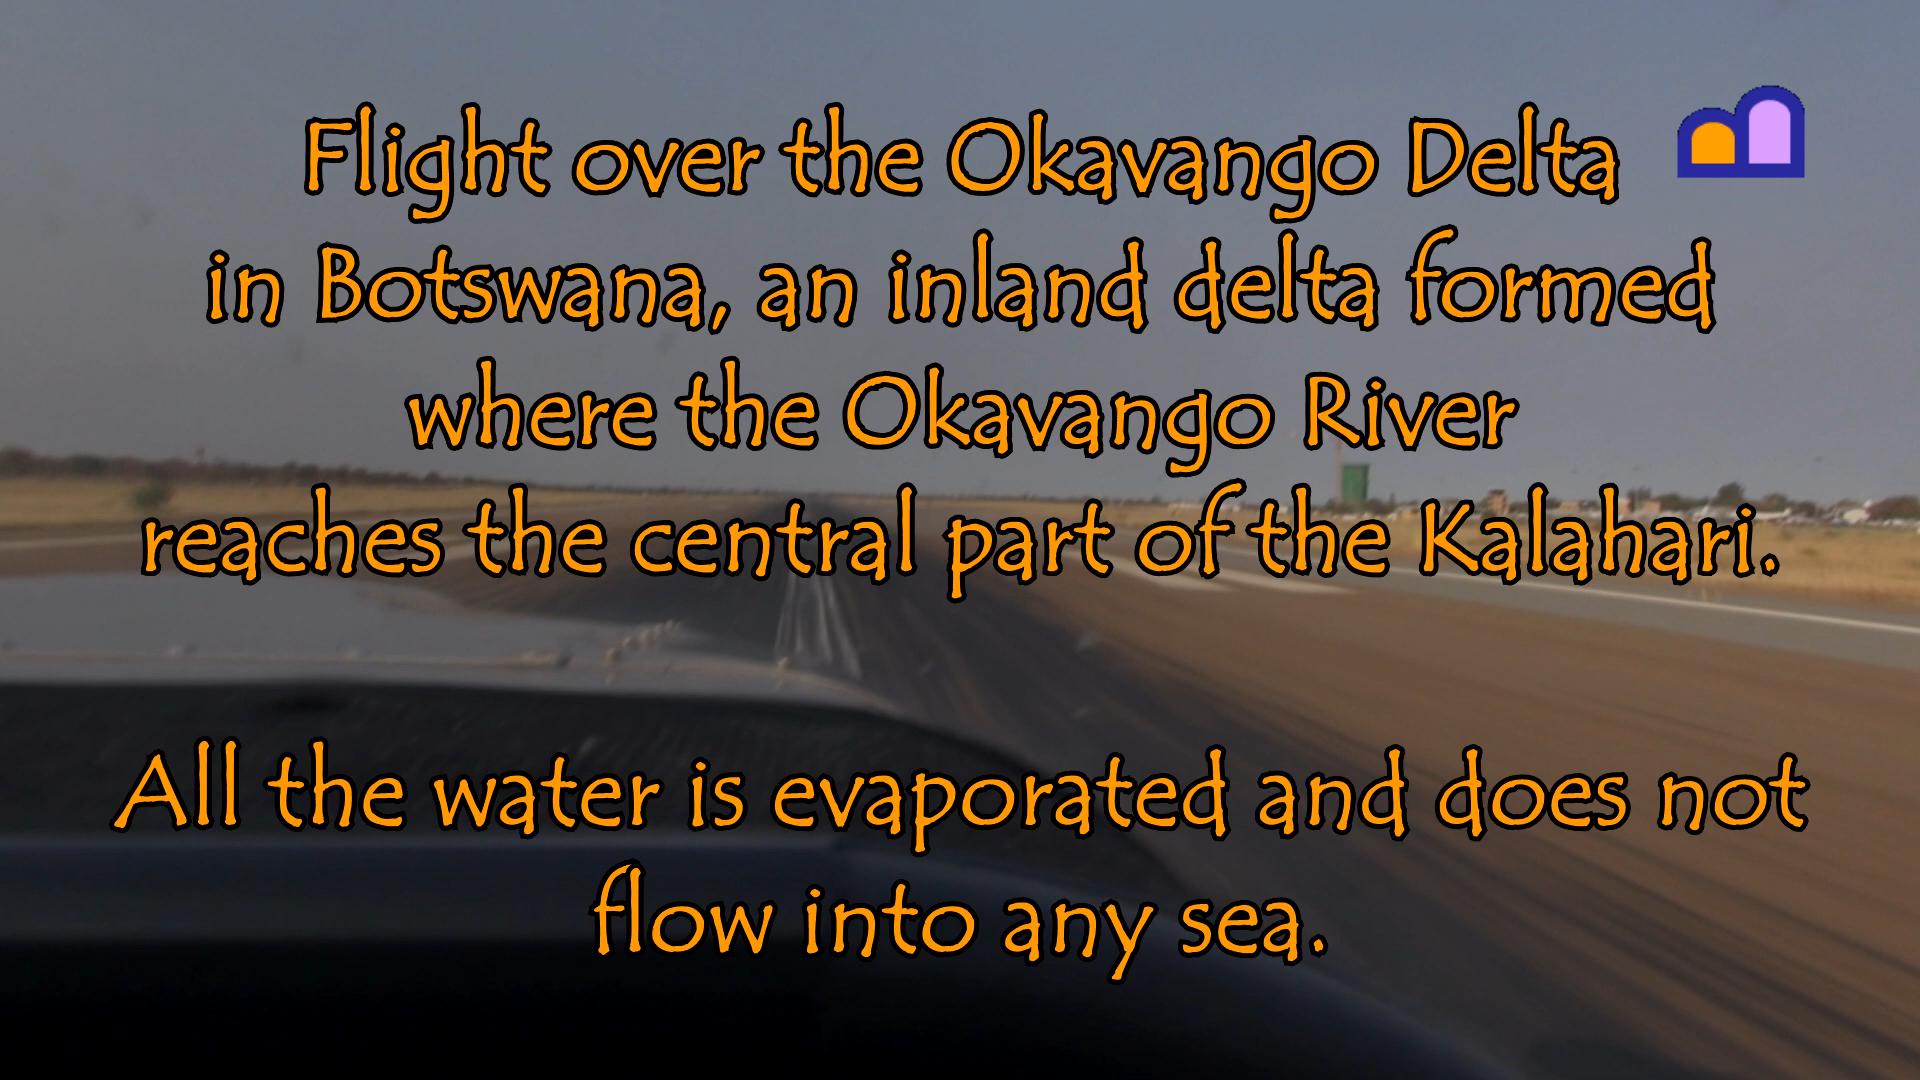 Flight over the Okavango Delta
in Botswana, an inland delta formed
where the Okavango River
reaches the central part of the Kalahari.
All the water is evaporated and does not
flow into any sea.